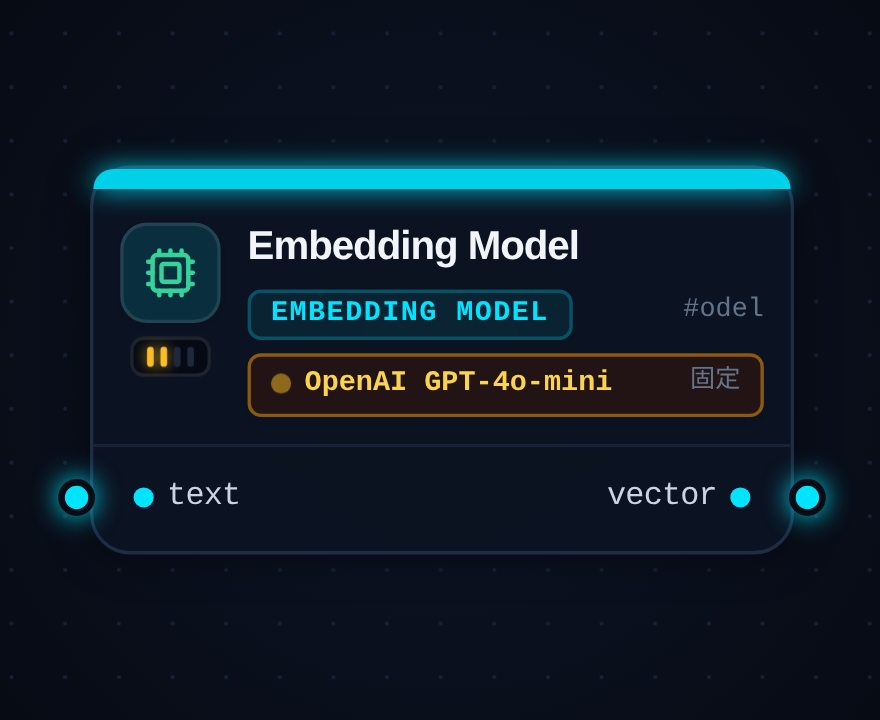 Embedding Model
EMBEDDING MODEL #odel
OpenAI GPT-4o-mini 固定
text vector